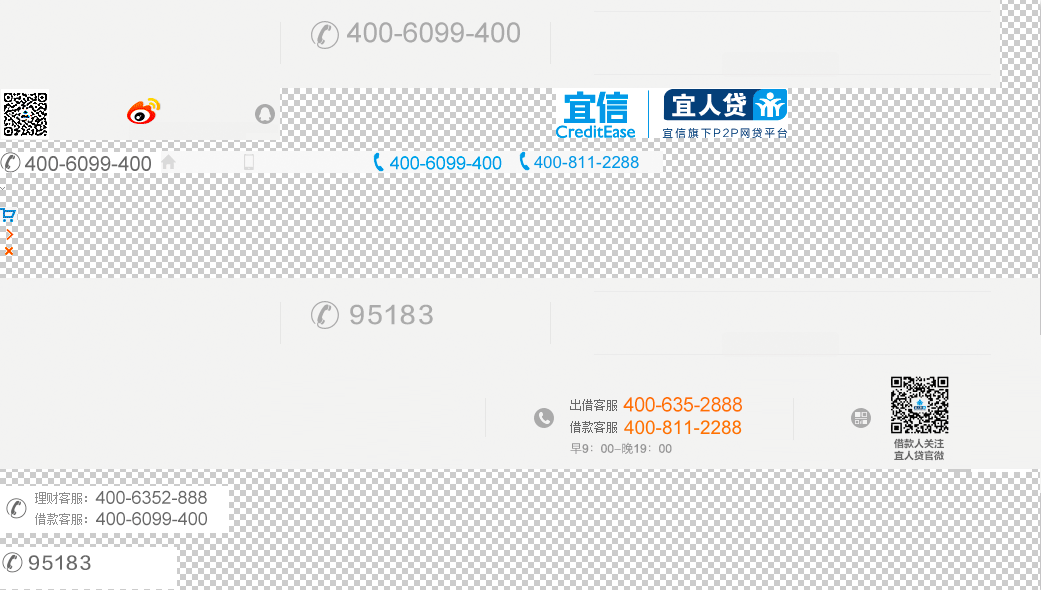 400-6099-400
宜信
CreditEase
宜人贷
宜信旗下P2P网贷平台
400-6099-400
400-6099-400
400-811-2288
95183
出借客服 400-635-2888
借款客服 400-811-2288
早9：00-晚19：00
借款人关注
宜人贷官微
理财客服：400-6352-888
借款客服：400-6099-400
95183